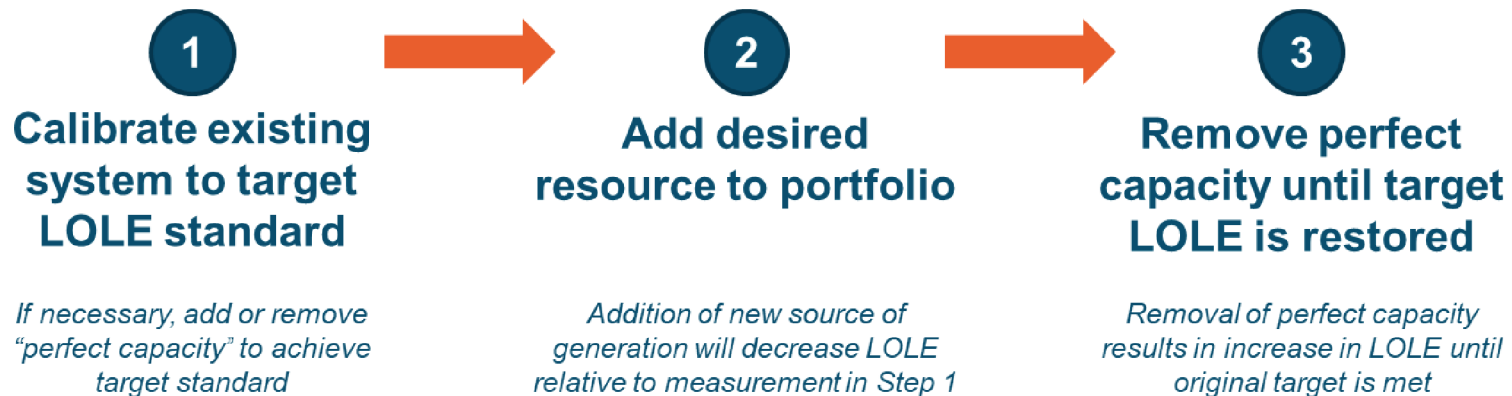 1
Calibrate existing
system to target
LOLE standard
If necessary, add or remove
“perfect capacity” to achieve
target standard
2
Add desired
resource to portfolio
Addition of new source of
generation will decrease LOLE
relative to measurement in Step 1
3
Remove perfect
capacity until target
LOLE is restored
Removal of perfect capacity
results in increase in LOLE until
original target is met